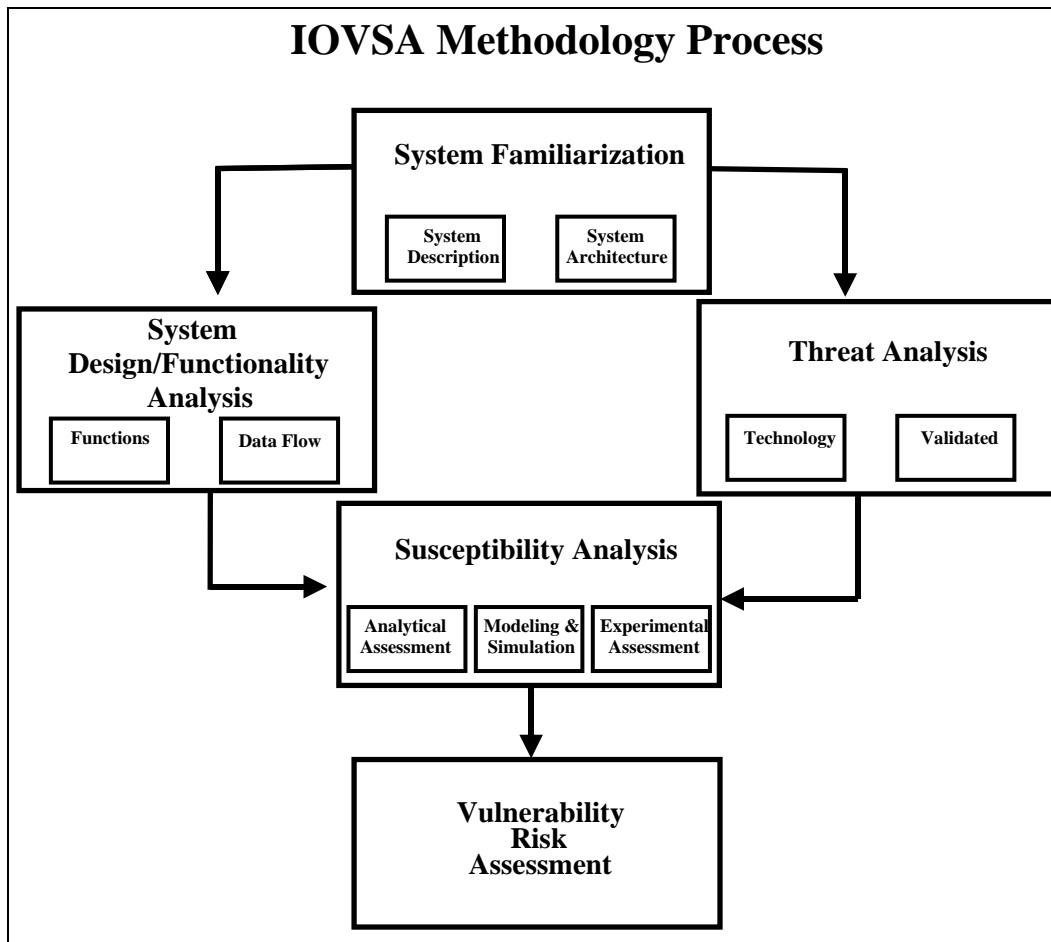 IOVSA Methodology Process
System Familiarization
System
Description
System
Architecture
System
Design/Functionality
Analysis
Functions
Data Flow
Threat Analysis
Technology
Validated
Susceptibility Analysis
Analytical
Assessment
Modeling &
Simulation
Experimental
Assessment
Vulnerability
Risk
Assessment